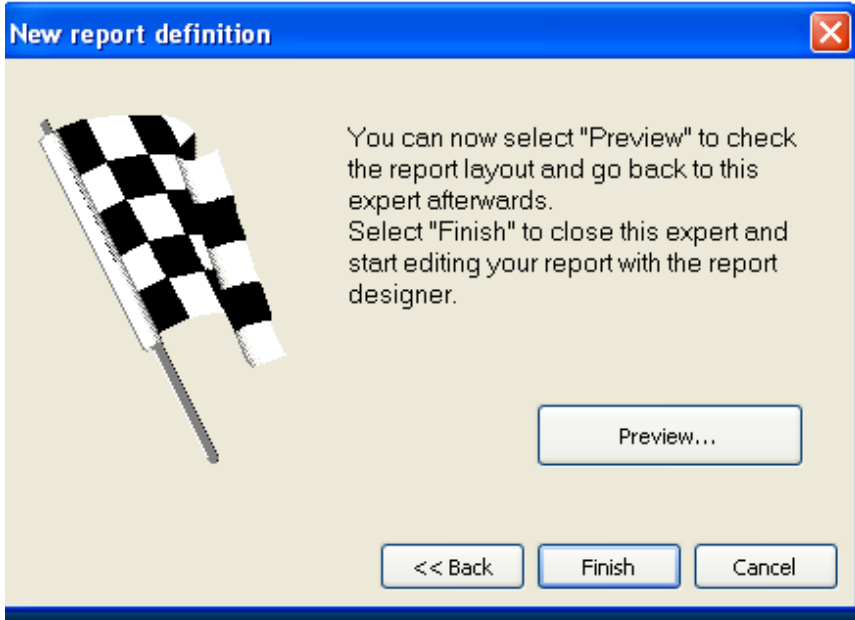 New report definition
You can now select "Preview" to check
the report layout and go back to this
expert afterwards.
Select "Finish" to close this expert and
start editing your report with the report
designer.
Preview...
<< Back
Finish
Cancel